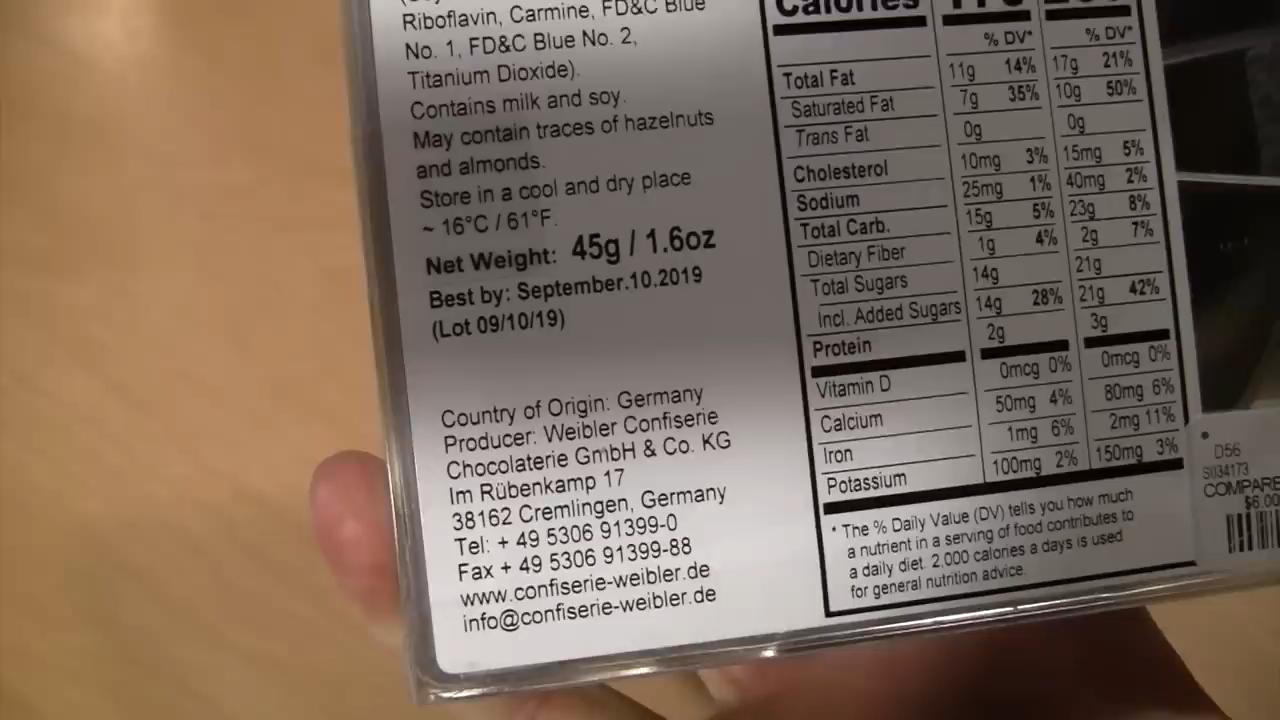 Riboflavin, Carmine, FD&C Blue
No. 1, FD&C Blue No. 2,
Titanium Dioxide).
Contains milk and soy.
May contain traces of hazelnuts
and almonds.
Store in a cool and dry place
~ 16°C / 61°F.
Net Weight: 45g / 1.6oz
Best by: September.10.2019
(Lot 09/10/19)
Country of Origin: Germany
Producer: Weibler Confiserie
Chocolaterie GmbH & Co. KG
Im Rübenkamp 17
38162 Cremlingen, Germany
Tel: + 49 5306 91399-0
Fax + 49 5306 91399-88
www.confiserie-weibler.de
info@confiserie-weibler.de
Calories
% DV* % DV*
Total Fat 11g 14% 17g 21%
Saturated Fat 7g 35% 10g 50%
Trans Fat 0g 0g
Cholesterol 10mg 3% 15mg 5%
Sodium 25mg 1% 40mg 2%
Total Carb. 15g 5% 23g 8%
Dietary Fiber 1g 4% 2g 7%
Total Sugars 14g 21g
Incl. Added Sugars 14g 28% 21g 42%
Protein 2g 3g
Vitamin D 0mcg 0% 0mcg 0%
Calcium 50mg 4% 80mg 6%
Iron 1mg 6% 2mg 11%
Potassium 100mg 2% 150mg 3%
* The % Daily Value (DV) tells you how much
a nutrient in a serving of food contributes to
a daily diet. 2,000 calories a days is used
for general nutrition advice.
D56
S034173
COMPARE
$6.00